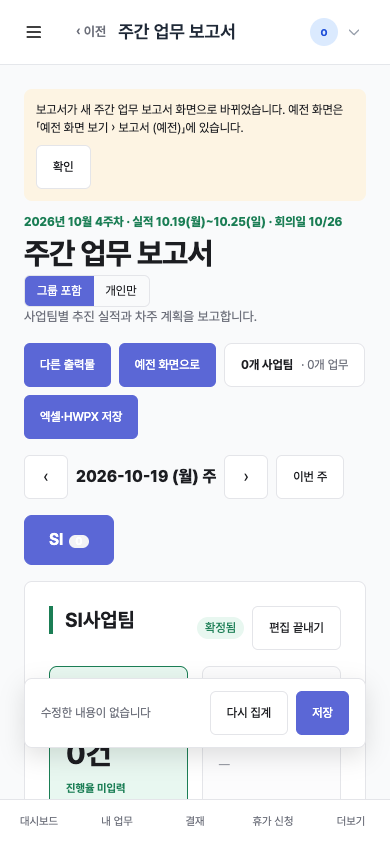 ‹ 이전 주간 업무 보고서
보고서가 새 주간 업무 보고서 화면으로 바뀌었습니다. 예전 화면은
「예전 화면 보기 › 보고서 (예전)」에 있습니다.
확인
2026년 10월 4주차 · 실적 10.19(월)~10.25(일) · 회의일 10/26
주간 업무 보고서
그룹 포함 개인만
사업팀별 추진 실적과 차주 계획을 보고합니다.
다른 출력물 예전 화면으로 0개 사업팀 · 0개 업무
엑셀·HWPX 저장
‹ 2026-10-19 (월) 주 › 이번 주
SI
SI사업팀 확정됨 편집 끝내기
수정한 내용이 없습니다 다시 집계 저장
0건 —
진행율 미입력
대시보드 내 업무 결재 휴가 신청 더보기